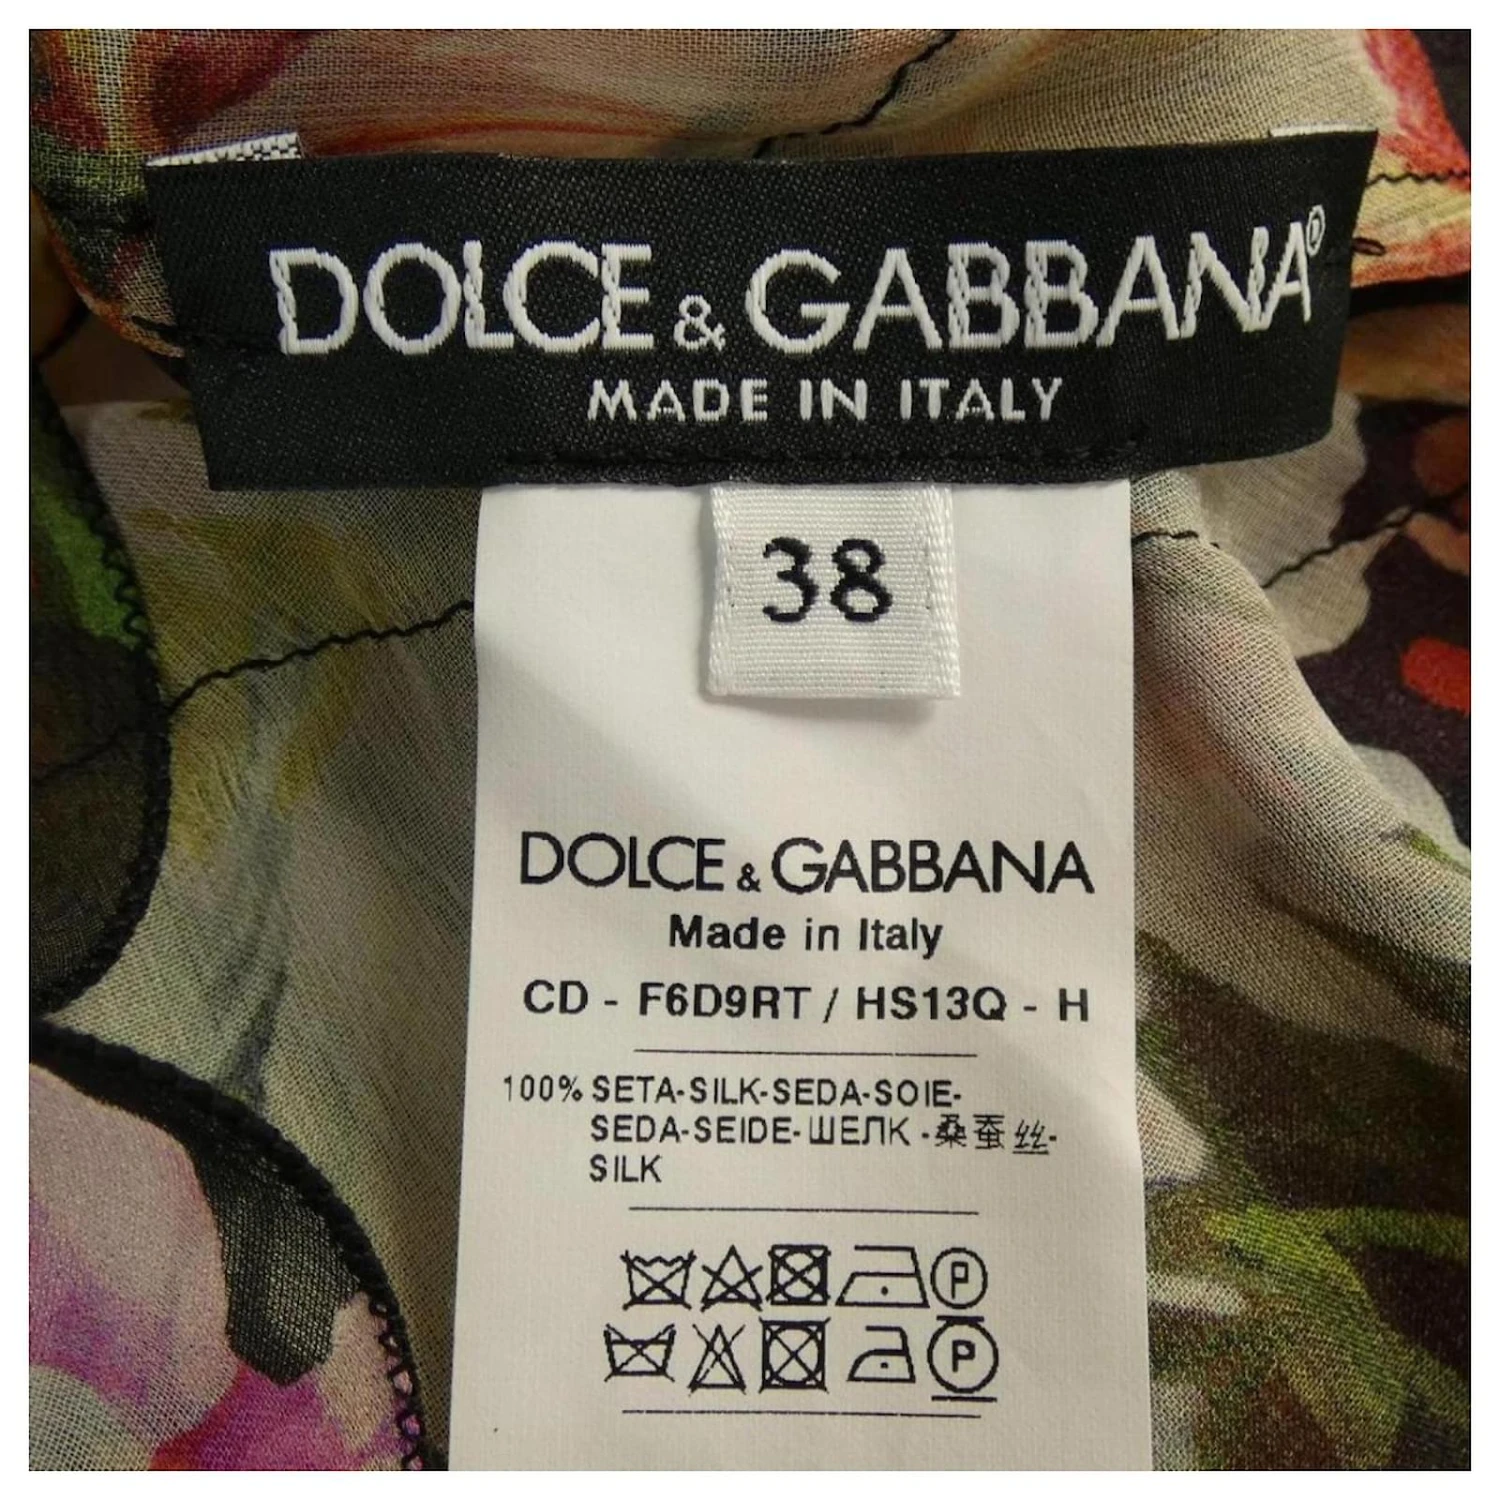 DOLCE & GABBANA®
MADE IN ITALY
38
DOLCE & GABBANA
Made in Italy
CD - F6D9RT / HS13Q - H
100% SETA-SILK-SEDA-SOIE-
SEDA-SEIDE-ШЕЛК -桑蚕丝-
SILK
P
P